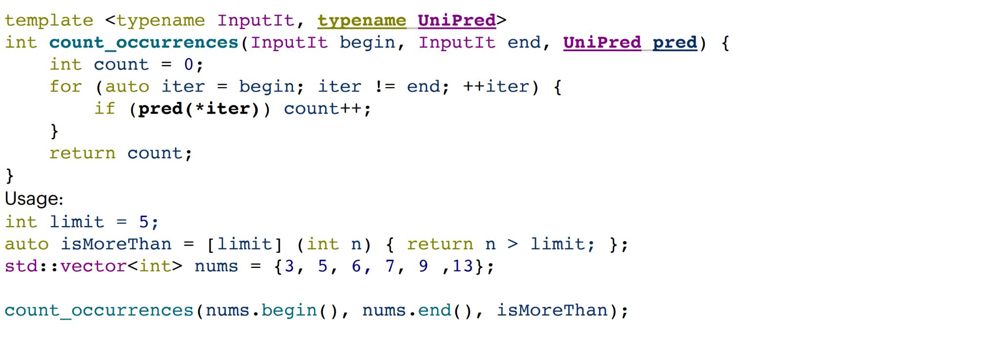 template <typename InputIt, typename UniPred>
int count_occurrences(InputIt begin, InputIt end, UniPred pred) {
    int count = 0;
    for (auto iter = begin; iter != end; ++iter) {
        if (pred(*iter)) count++;
    }
    return count;
}
Usage:
int limit = 5;
auto isMoreThan = [limit] (int n) { return n > limit; };
std::vector<int> nums = {3, 5, 6, 7, 9 ,13};
count_occurrences(nums.begin(), nums.end(), isMoreThan);